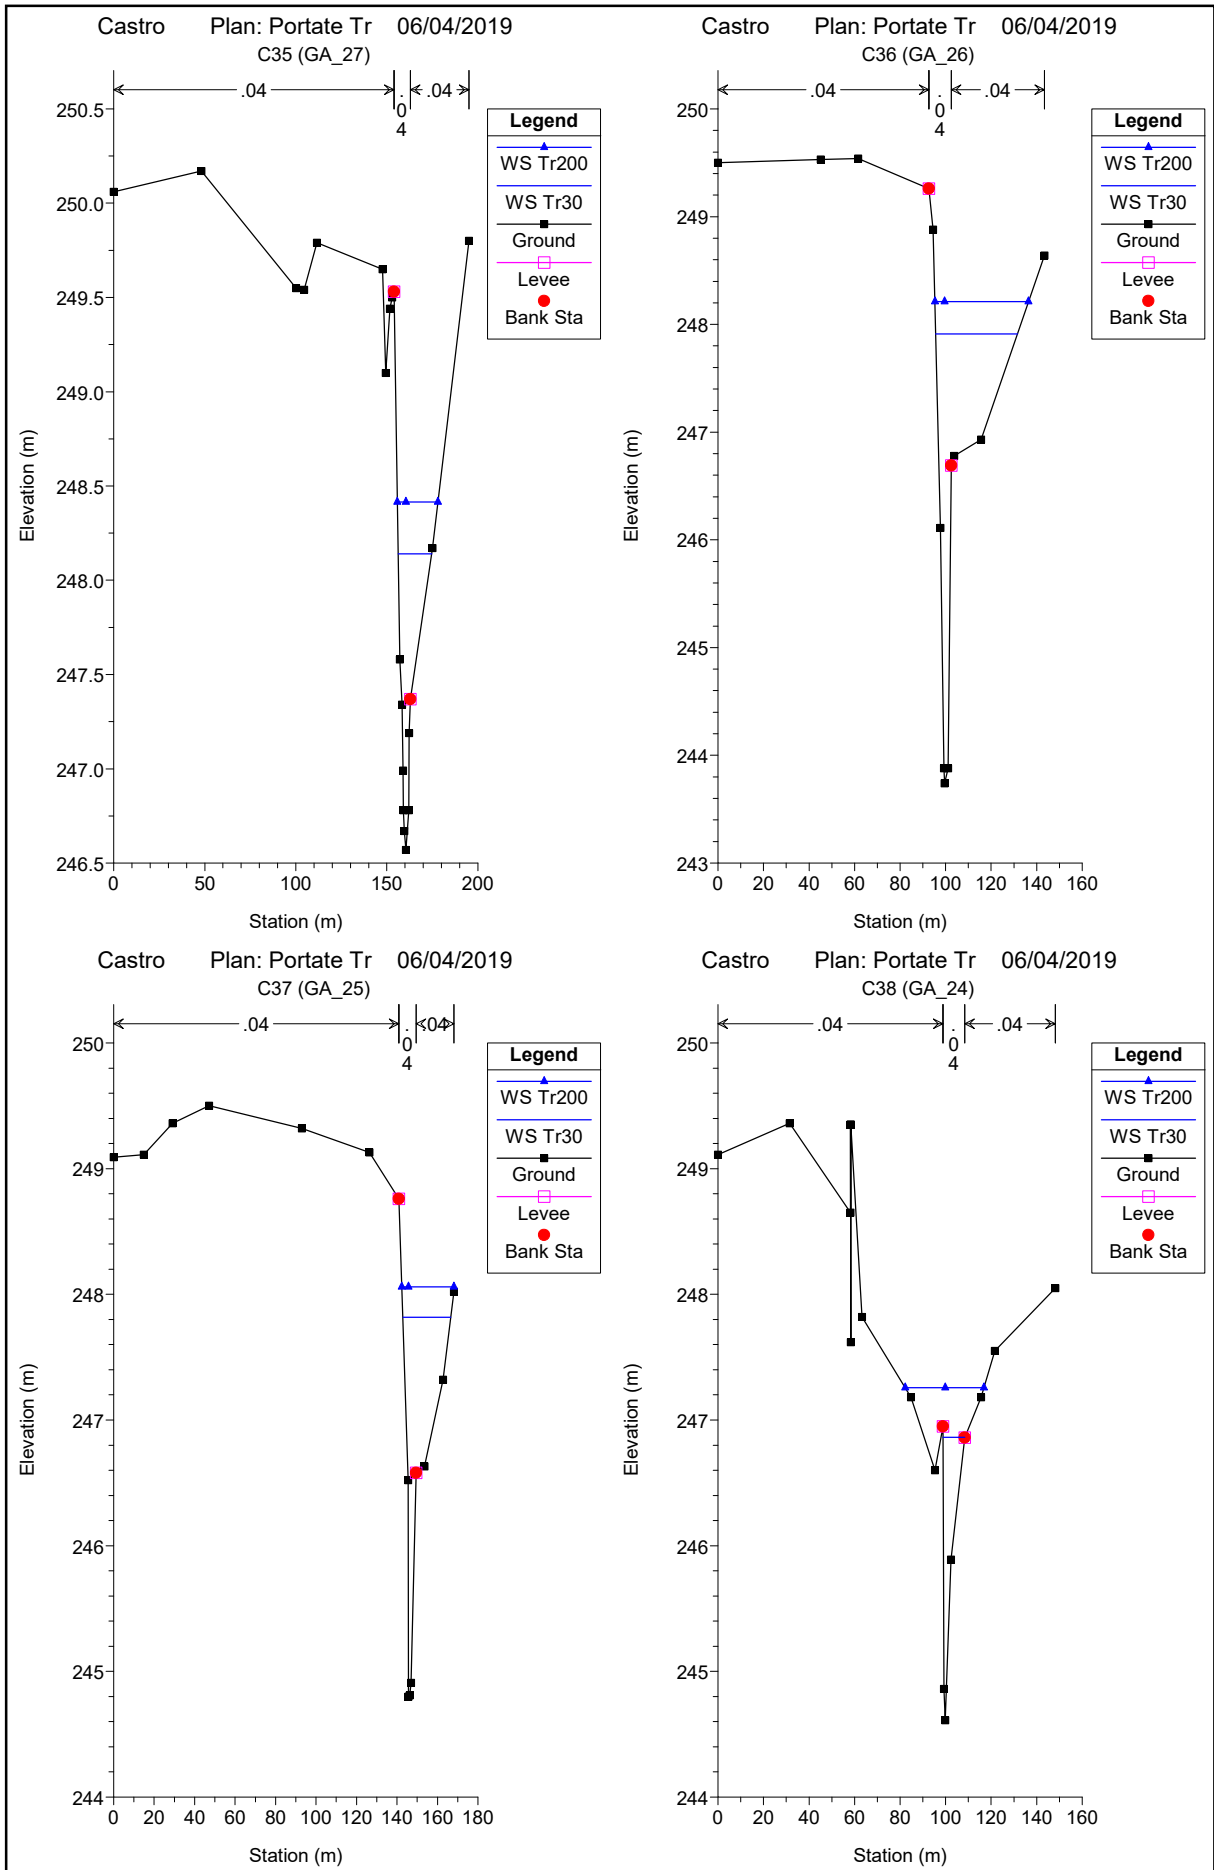 Castro Plan: Portate Tr 06/04/2019
C35 (GA_27)
.04 .04 .04
250.5
250.0
249.5
249.0
248.5
248.0
247.5
247.0
246.5
Elevation (m)
0 50 100 150 200
Station (m)
Legend
WS Tr200
WS Tr30
Ground
Levee
Bank Sta
Castro Plan: Portate Tr 06/04/2019
C36 (GA_26)
.04 .04 .04
250
249
248
247
246
245
244
243
Elevation (m)
0 20 40 60 80 100 120 140 160
Station (m)
Legend
WS Tr200
WS Tr30
Ground
Levee
Bank Sta
Castro Plan: Portate Tr 06/04/2019
C37 (GA_25)
.04 .04 .04
250
249
248
247
246
245
244
Elevation (m)
0 20 40 60 80 100 120 140 160 180
Station (m)
Legend
WS Tr200
WS Tr30
Ground
Levee
Bank Sta
Castro Plan: Portate Tr 06/04/2019
C38 (GA_24)
.04 .04 .04
250
249
248
247
246
245
244
Elevation (m)
0 20 40 60 80 100 120 140 160
Station (m)
Legend
WS Tr200
WS Tr30
Ground
Levee
Bank Sta